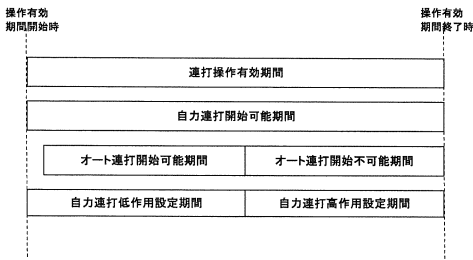 操作有効
期間開始時
操作有効
期間終了時
連打操作有効期間
自力連打開始可能期間
オート連打開始可能期間
オート連打開始不可能期間
自力連打低作用設定期間
自力連打高作用設定期間